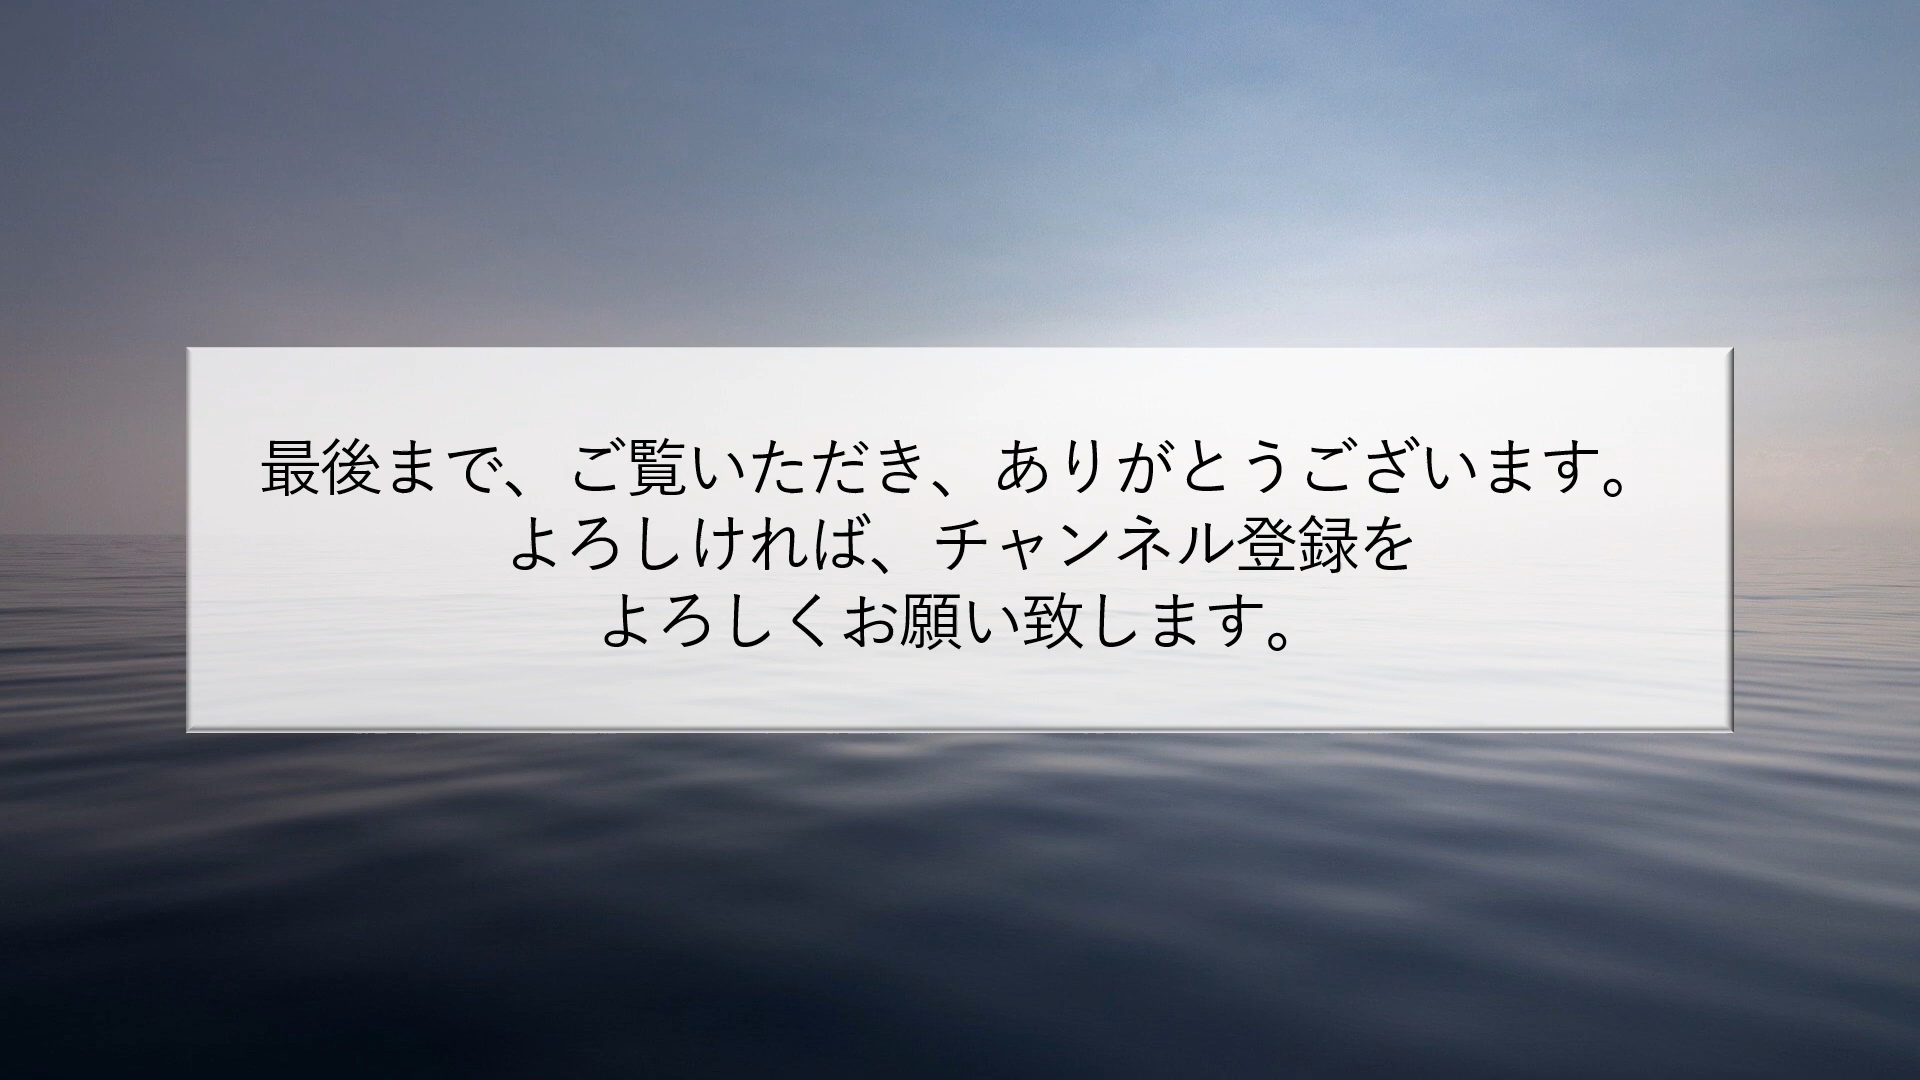 最後まで、ご覧いただき、ありがとうございます。
よろしければ、チャンネル登録を
よろしくお願い致します。